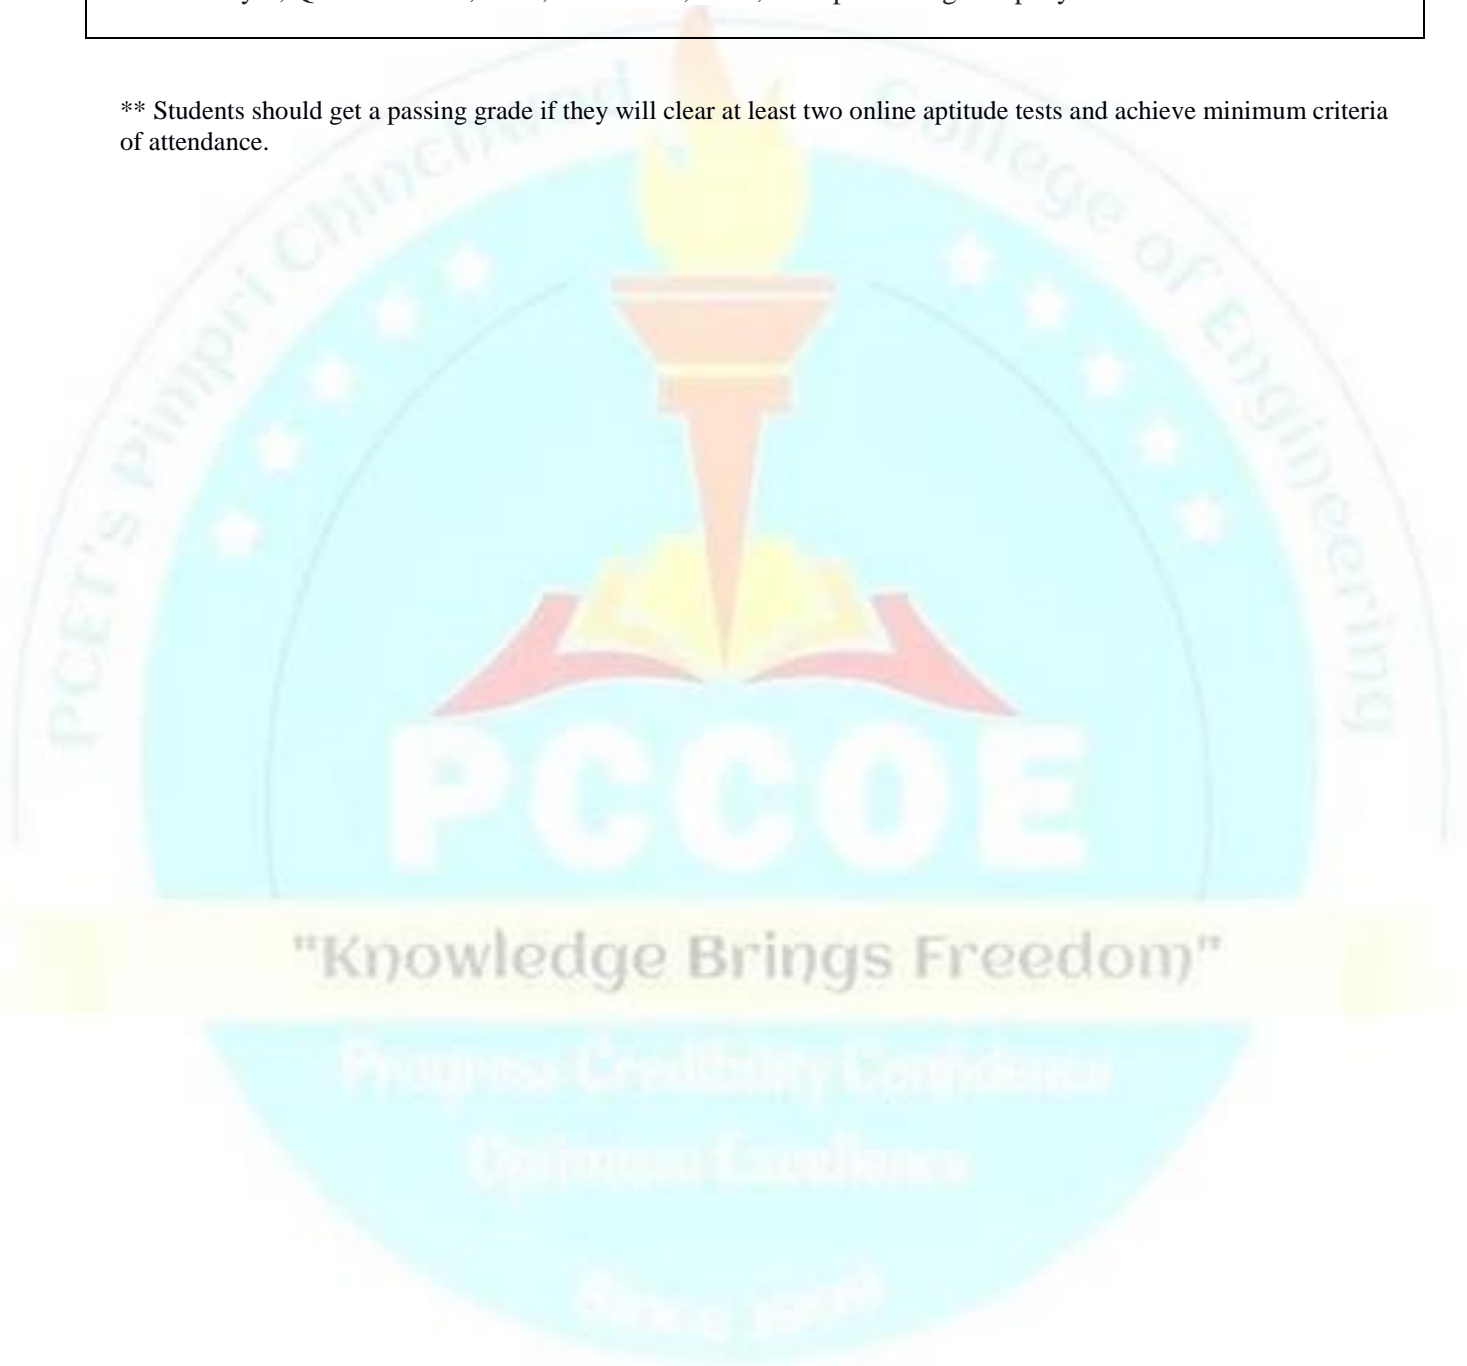 ** Students should get a passing grade if they will clear at least two online aptitude tests and achieve minimum criteria
of attendance.
PCET's Pimpri Chinchwad College of Engineering
PCCOE
"Knowledge Brings Freedom"
Progress Credibility Confidence
Optimism Excellence
Since